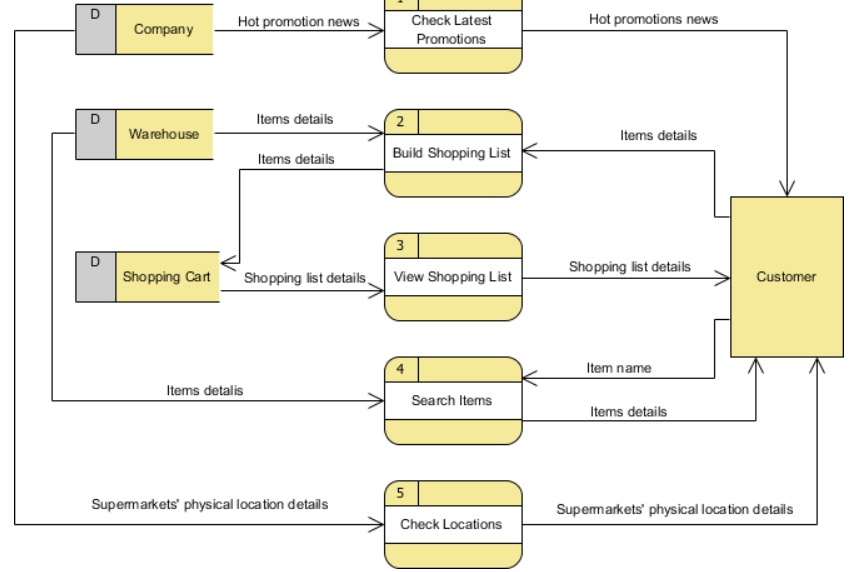 1
D
Company
Hot promotion news
Check Latest
Promotions
Hot promotions news
D
Warehouse
Items details
2
Build Shopping List
Items details
Items details
D
Shopping Cart
Shopping list details
3
View Shopping List
Shopping list details
Customer
4
Search Items
Item name
Items detalis
Items details
5
Check Locations
Supermarkets' physical location details
Supermarkets' physical location details